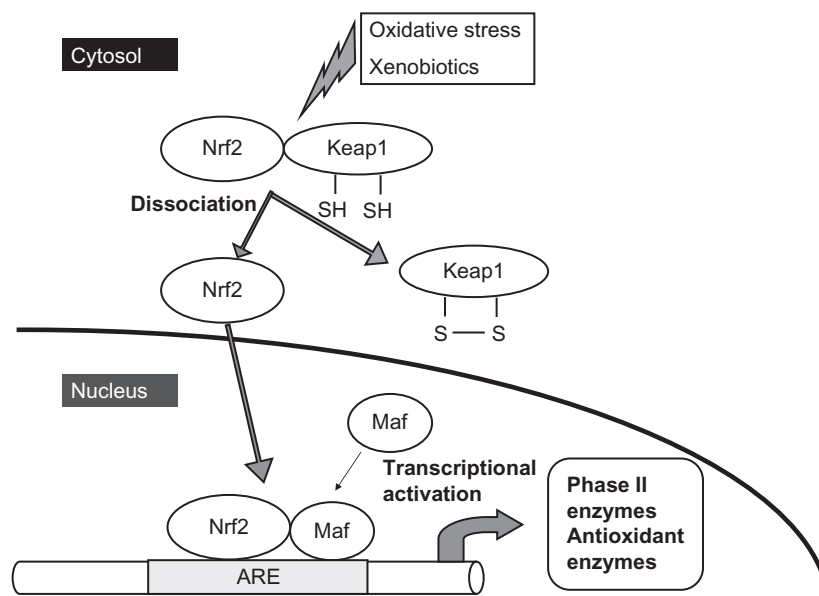 Oxidative stress
Xenobiotics
Cytosol
Nrf2
Keap1
SH SH
Dissociation
Nrf2
Keap1
S S
Nucleus
Maf
Transcriptional
activation
Phase II
enzymes
Antioxidant
enzymes
Nrf2
Maf
ARE